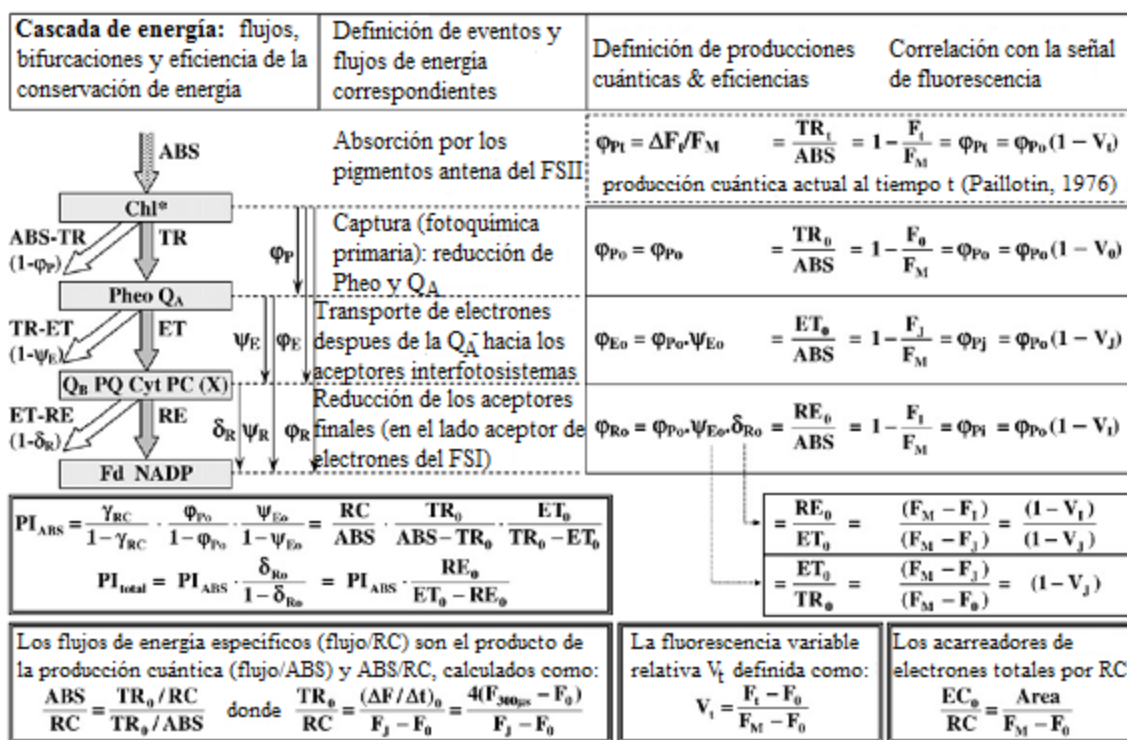 Cascada de energía: flujos,
bifurcaciones y eficiencia de la
conservación de energía
Definición de eventos y
flujos de energía
correspondientes
Definición de producciones
cuánticas & eficiencias
Correlación con la señal
de fluorescencia
ABS
Chl*
ABS-TR
(1-φP)
TR
Pheo QA
TR-ET
(1-ψE)
ET
QB PQ Cyt PC (X)
ET-RE
(1-δR)
RE
Fd NADP
φP
ψE
φE
δR
ψR
φR
Absorción por los
pigmentos antena del FSII
Captura (fotoquímica
primaria): reducción de
Pheo y QA
Transporte de electrones
despues de la QA⁻ hacia los
aceptores interfotosistemas
Reducción de los aceptores
finales (en el lado aceptor de
electrones del FSI)
φPt = ΔFt/FM = TRt/ABS = 1 − Ft/FM = φPt = φPo (1 − Vt)
producción cuántica actual al tiempo t (Paillotin, 1976)
φPo = φPo = TR0/ABS = 1 − F0/FM = φPo = φPo (1 − V0)
φEo = φPo.ψEo = ET0/ABS = 1 − FJ/FM = φPj = φPo (1 − VJ)
φRo = φPo.ψEo.δRo = RE0/ABS = 1 − FI/FM = φPi = φPo (1 − VI)
= RE0/ET0 = (FM − FI)/(FM − FJ) = (1 − VI)/(1 − VJ)
= ET0/TR0 = (FM − FJ)/(FM − F0) = (1 − VJ)
PIABS = γRC/1 − γRC · φPo/1 − φPo · ψEo/1 − ψEo = RC/ABS · TR0/ABS − TR0 · ET0/TR0 − ET0
PItotal = PIABS · δRo/1 − δRo = PIABS · RE0/ET0 − RE0
Los flujos de energia especificos (flujo/RC) son el producto de
la producción cuántica (flujo/ABS) y ABS/RC, calculados como:
ABS/RC = TR0/RC/TR0/ABS donde TR0/RC = (ΔF/Δt)0/FJ − F0 = 4(F300μs − F0)/FJ − F0
La fluorescencia variable
relativa Vt definida como:
Vt = Ft − F0/FM − F0
Los acarreadores de
electrones totales por RC
EC0/RC = Area/FM − F0